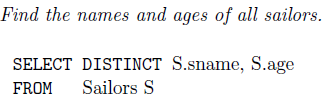 Find the names and ages of all sailors.
SELECT DISTINCT S.sname, S.age
FROM Sailors S